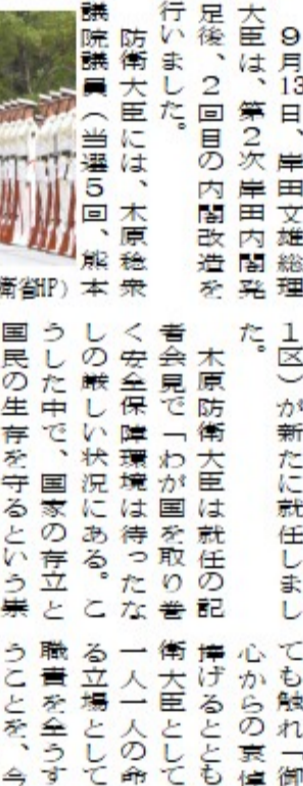 ９月13日、岸田文雄総理
大臣は、第２次岸田内閣発
足後、２回目の内閣改造を
行いました。
防衛大臣には、木原稔衆
議院議員（当選５回、熊本
１区）が新たに就任しまし
た。
木原防衛大臣は就任の記
者会見で「わが国を取り巻
く安全保障環境は待ったな
しの厳しい状況にある。こ
うした中で、国家の存立と
国民の生存を守るという崇
ても触れ「御
心からの哀悼
捧げるととも
衛大臣として
一人一人の命
る立場として
職責を全うす
うことを、今
衛省HP）